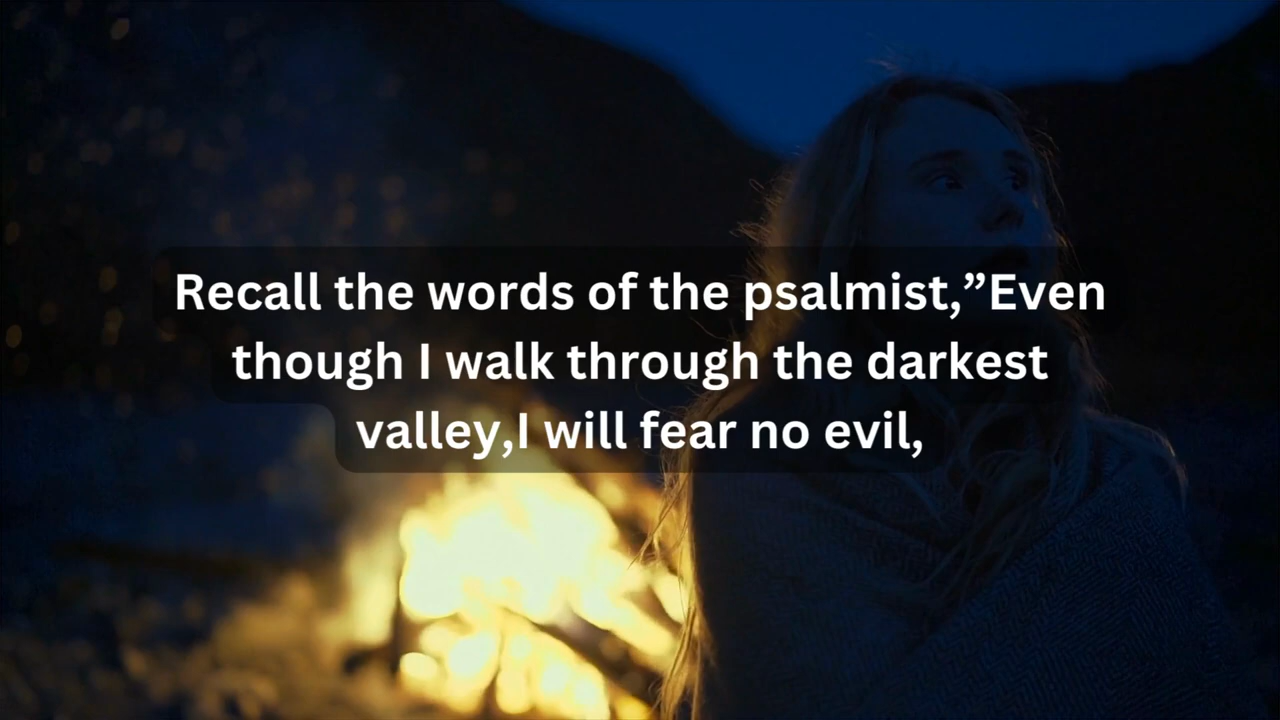 Recall the words of the psalmist,”Even
though I walk through the darkest
valley,I will fear no evil,